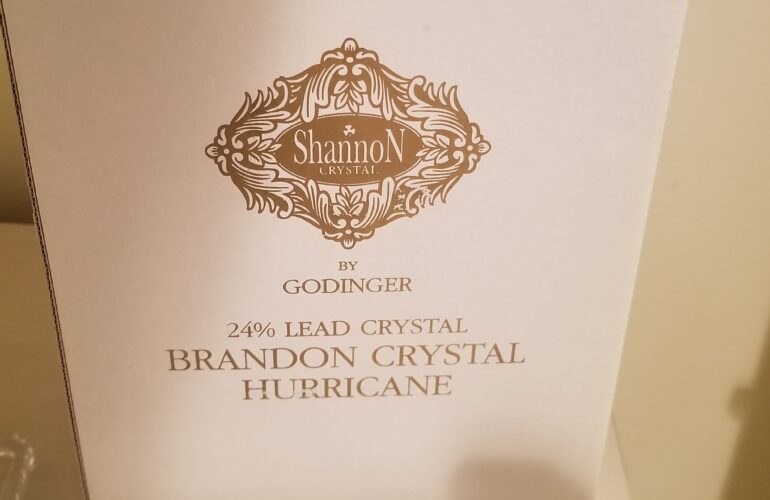 ShannoN
CRYSTAL
BY
GODINGER
24% LEAD CRYSTAL
BRANDON CRYSTAL
HURRICANE